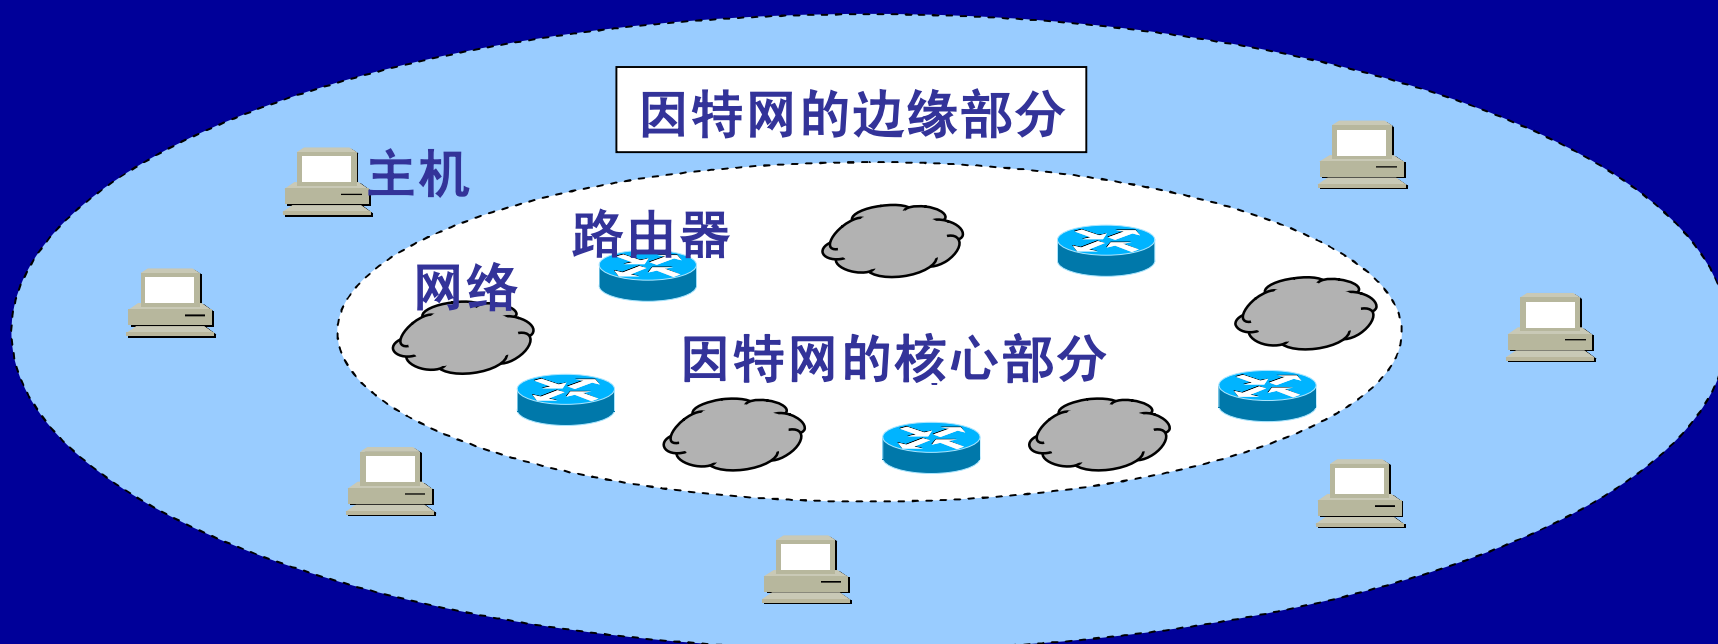 因特网的边缘部分
主机
路由器
网络
因特网的核心部分